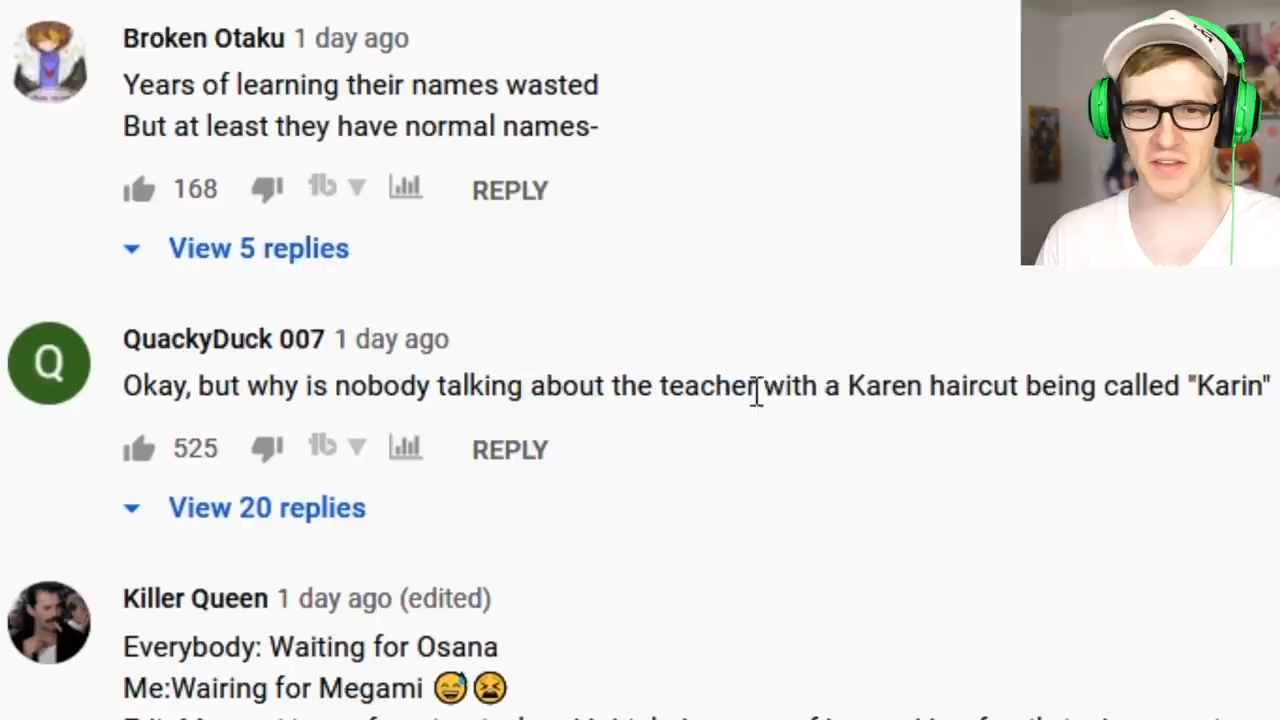 Broken Otaku 1 day ago
Years of learning their names wasted
But at least they have normal names-
168 REPLY
View 5 replies
Q
QuackyDuck 007 1 day ago
Okay, but why is nobody talking about the teacher with a Karen haircut being called "Karin"
525 REPLY
View 20 replies
Killer Queen 1 day ago (edited)
Everybody: Waiting for Osana
Me:Wairing for Megami 😅😫